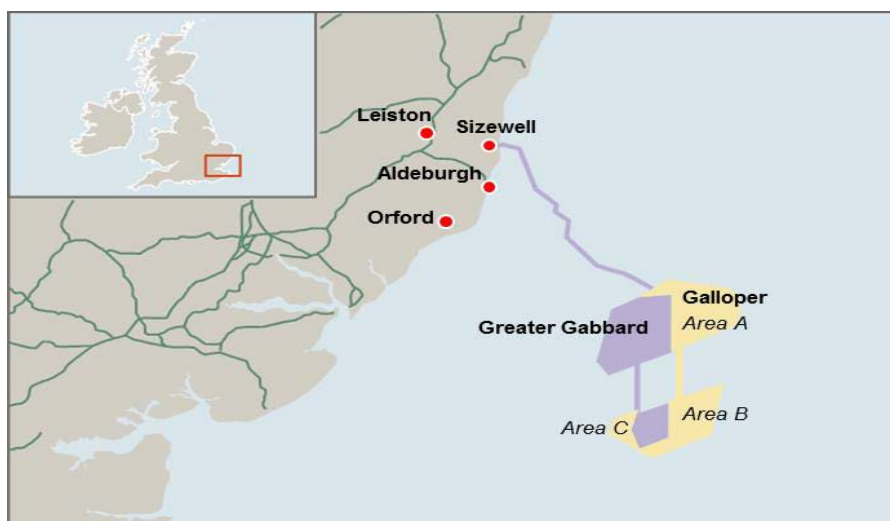 Leiston
Sizewell
Aldeburgh
Orford
Galloper
Greater Gabbard
Area A
Area C
Area B